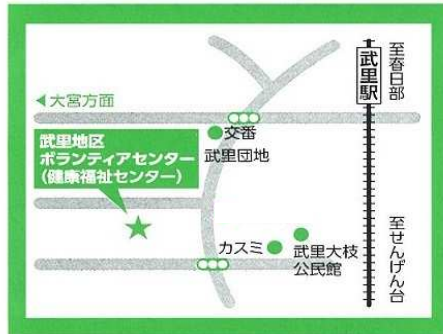 至春日部
武里駅
◀大宮方面
交番
武里団地
武里地区
ボランティアセンター
(健康福祉センター)
カスミ
武里大枝
公民館
至せんげん台